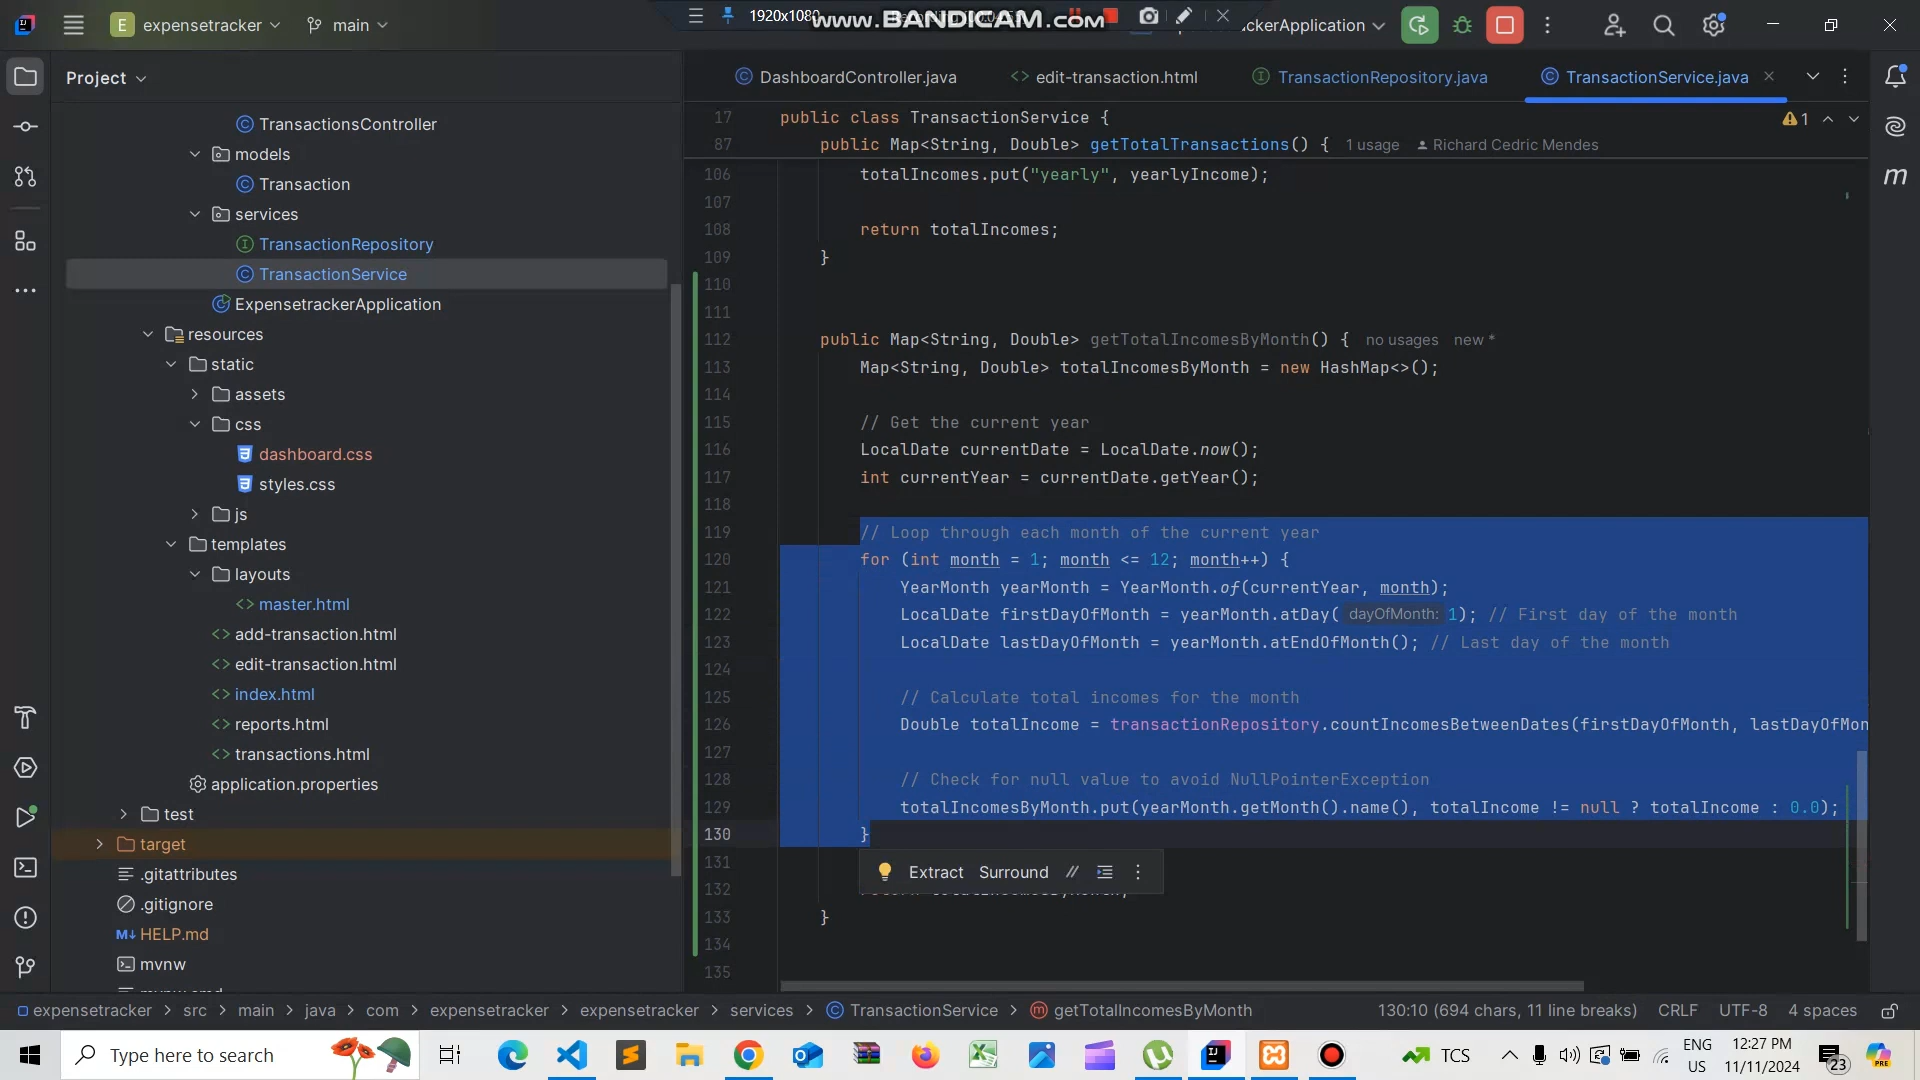 E expensetracker main
1920x1080
www.BANDICAM.com
ckerApplication
Project
DashboardController.java
edit-transaction.html
TransactionRepository.java
TransactionService.java
TransactionsController
models
Transaction
services
TransactionRepository
TransactionService
ExpensetrackerApplication
resources
static
assets
css
dashboard.css
styles.css
js
templates
layouts
master.html
add-transaction.html
edit-transaction.html
index.html
reports.html
transactions.html
application.properties
test
target
.gitattributes
.gitignore
HELP.md
mvnw
17 public class TransactionService {
1
87 public Map<String, Double> getTotalTransactions() { 1 usage Richard Cedric Mendes
106 totalIncomes.put("yearly", yearlyIncome);
107
108 return totalIncomes;
109 }
110
111
112 public Map<String, Double> getTotalIncomesByMonth() { no usages new *
113 Map<String, Double> totalIncomesByMonth = new HashMap<>();
114
115 // Get the current year
116 LocalDate currentDate = LocalDate.now();
117 int currentYear = currentDate.getYear();
118
119 // Loop through each month of the current year
120 for (int month = 1; month <= 12; month++) {
121 YearMonth yearMonth = YearMonth.of(currentYear, month);
122 LocalDate firstDayOfMonth = yearMonth.atDay( dayOfMonth: 1); // First day of the month
123 LocalDate lastDayOfMonth = yearMonth.atEndOfMonth(); // Last day of the month
124
125 // Calculate total incomes for the month
126 Double totalIncome = transactionRepository.countIncomesBetweenDates(firstDayOfMonth, lastDayOfMon
127
128 // Check for null value to avoid NullPointerException
129 totalIncomesByMonth.put(yearMonth.getMonth().name(), totalIncome != null ? totalIncome : 0.0);
130 }
131
Extract Surround //
132
133 }
134
135
expensetracker > src > main > java > com > expensetracker > expensetracker > services > TransactionService > getTotalIncomesByMonth
130:10 (694 chars, 11 line breaks) CRLF UTF-8 4 spaces
Type here to search
TCS
ENG
US
12:27 PM
11/11/2024
23